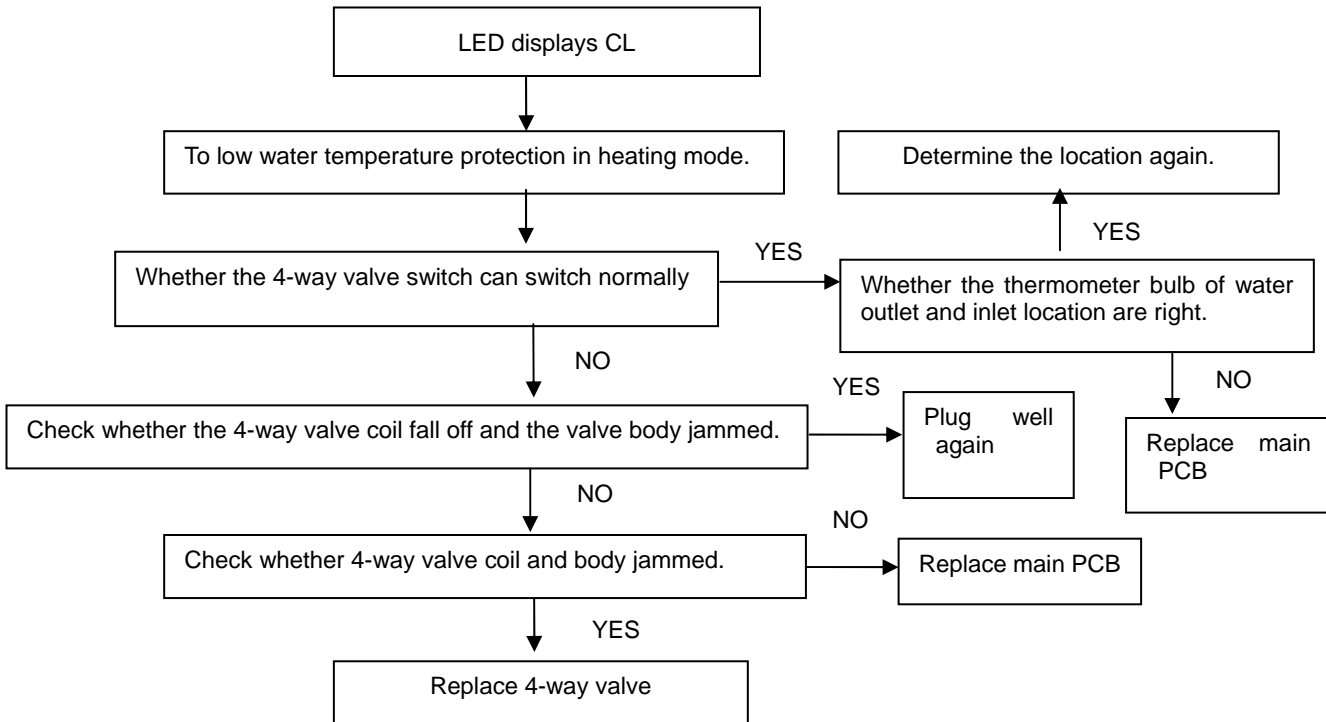 LED displays CL
To low water temperature protection in heating mode.
Determine the location again.
YES
YES
Whether the 4-way valve switch can switch normally
Whether the thermometer bulb of water
outlet and inlet location are right.
NO
NO
YES
Check whether the 4-way valve coil fall off and the valve body jammed.
Plug well
again
Replace main
PCB
NO
NO
Check whether 4-way valve coil and body jammed.
Replace main PCB
YES
Replace 4-way valve